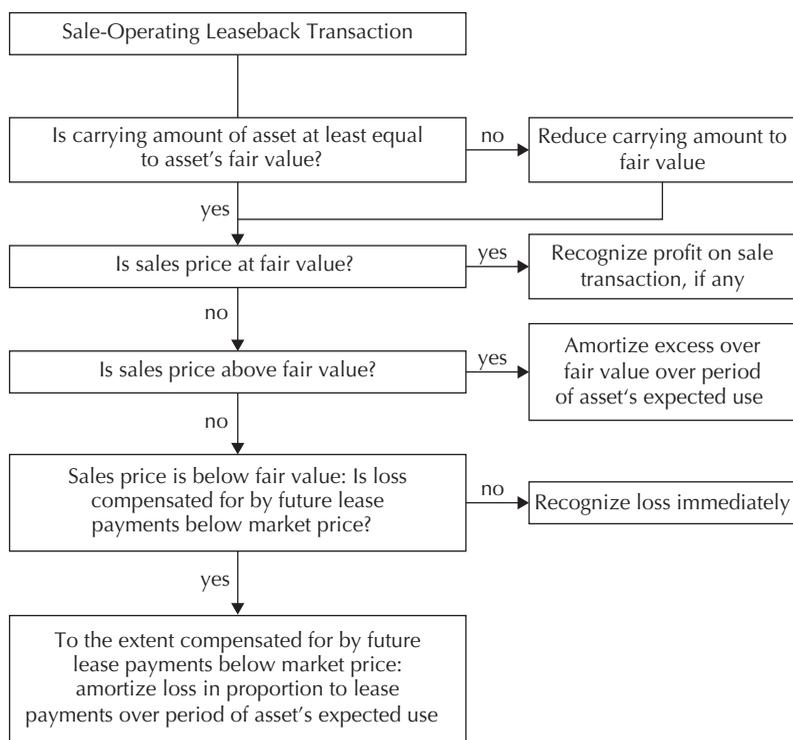 Sale-Operating Leaseback Transaction
Is carrying amount of asset at least equal
to asset’s fair value?
no
Reduce carrying amount to
fair value
yes
Is sales price at fair value?
yes
Recognize profit on sale
transaction, if any
no
Is sales price above fair value?
yes
Amortize excess over
fair value over period
of asset‘s expected use
no
Sales price is below fair value: Is loss
compensated for by future lease
payments below market price?
no
Recognize loss immediately
yes
To the extent compensated for by future
lease payments below market price:
amortize loss in proportion to lease
payments over period of asset’s expected use